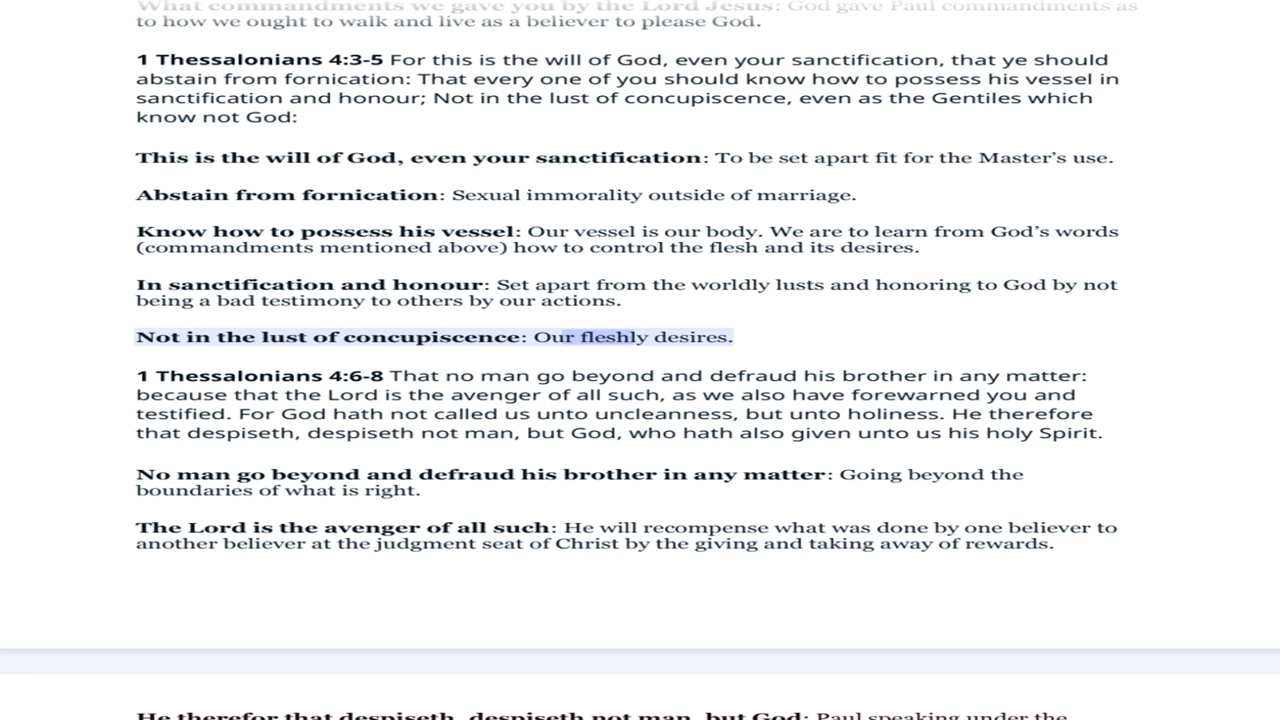 What commandments we gave you by the Lord Jesus: God gave Paul commandments as
to how we ought to walk and live as a believer to please God.
1 Thessalonians 4:3-5 For this is the will of God, even your sanctification, that ye should
abstain from fornication: That every one of you should know how to possess his vessel in
sanctification and honour; Not in the lust of concupiscence, even as the Gentiles which
know not God:
This is the will of God, even your sanctification: To be set apart fit for the Master’s use.
Abstain from fornication: Sexual immorality outside of marriage.
Know how to possess his vessel: Our vessel is our body. We are to learn from God’s words
(commandments mentioned above) how to control the flesh and its desires.
In sanctification and honour: Set apart from the worldly lusts and honoring to God by not
being a bad testimony to others by our actions.
Not in the lust of concupiscence: Our fleshly desires.
1 Thessalonians 4:6-8 That no man go beyond and defraud his brother in any matter:
because that the Lord is the avenger of all such, as we also have forewarned you and
testified. For God hath not called us unto uncleanness, but unto holiness. He therefore
that despiseth, despiseth not man, but God, who hath also given unto us his holy Spirit.
No man go beyond and defraud his brother in any matter: Going beyond the
boundaries of what is right.
The Lord is the avenger of all such: He will recompense what was done by one believer to
another believer at the judgment seat of Christ by the giving and taking away of rewards.
He therefor that despiseth, despiseth not man, but God: Paul speaking under the